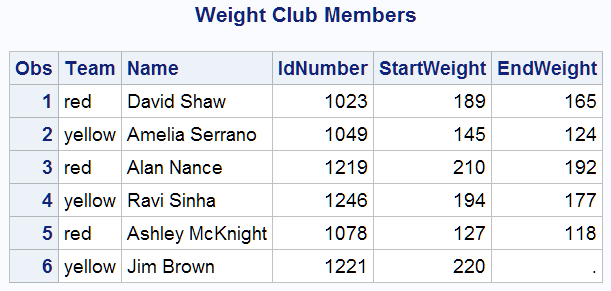 Weight Club Members
Obs Team Name IdNumber StartWeight EndWeight
1 red David Shaw 1023 189 165
2 yellow Amelia Serrano 1049 145 124
3 red Alan Nance 1219 210 192
4 yellow Ravi Sinha 1246 194 177
5 red Ashley McKnight 1078 127 118
6 yellow Jim Brown 1221 220 .